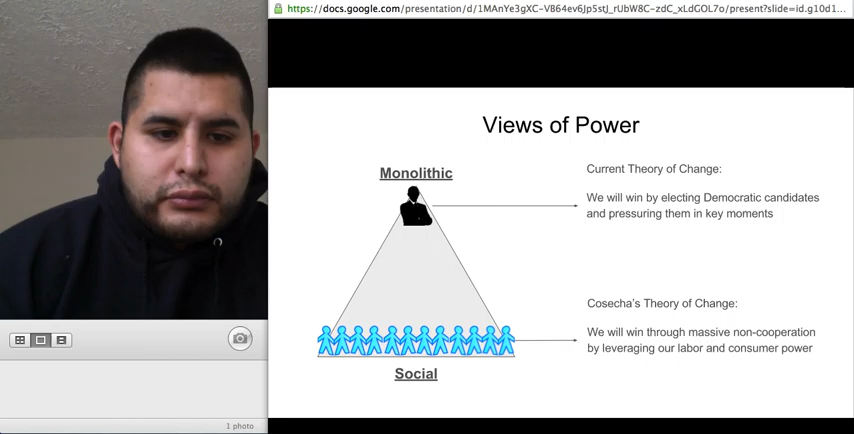 https://docs.google.com/presentation/d/1MAnYe3gXC-V864ev6Jp5stJ_rUbW8C-zdC_xLdGOL7o/present?slide=id.g10d1...
Views of Power
Monolithic
Current Theory of Change:
We will win by electing Democratic candidates
and pressuring them in key moments
Cosecha's Theory of Change:
We will win through massive non-cooperation
by leveraging our labor and consumer power
Social
1 photo